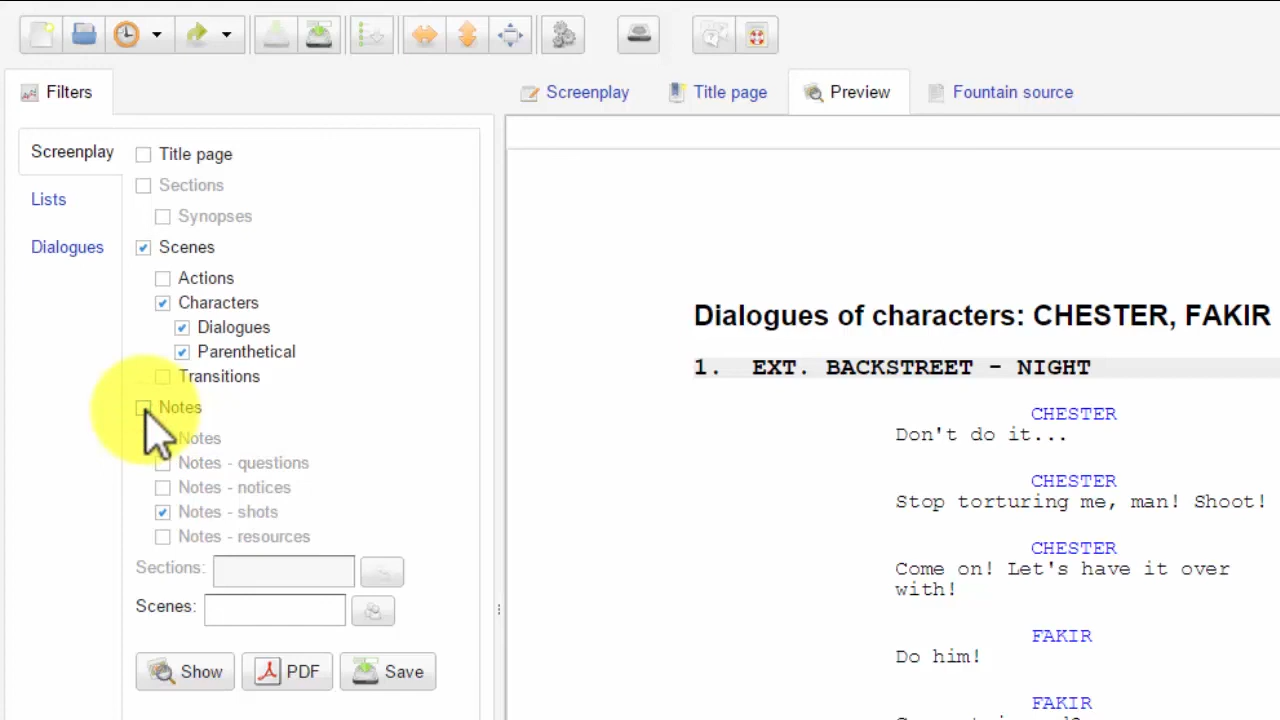 Filters
Screenplay
Title page
Preview
Fountain source
Screenplay
Lists
Dialogues
Title page
Sections
Synopses
Scenes
Actions
Characters
Dialogues
Parenthetical
Transitions
Notes
Notes
Notes - questions
Notes - notices
Notes - shots
Notes - resources
Sections:
Scenes:
Show
PDF
Save
Dialogues of characters: CHESTER, FAKIR
1. EXT. BACKSTREET - NIGHT
CHESTER
Don't do it...
CHESTER
Stop torturing me, man! Shoot!
CHESTER
Come on! Let's have it over
with!
FAKIR
Do him!
FAKIR